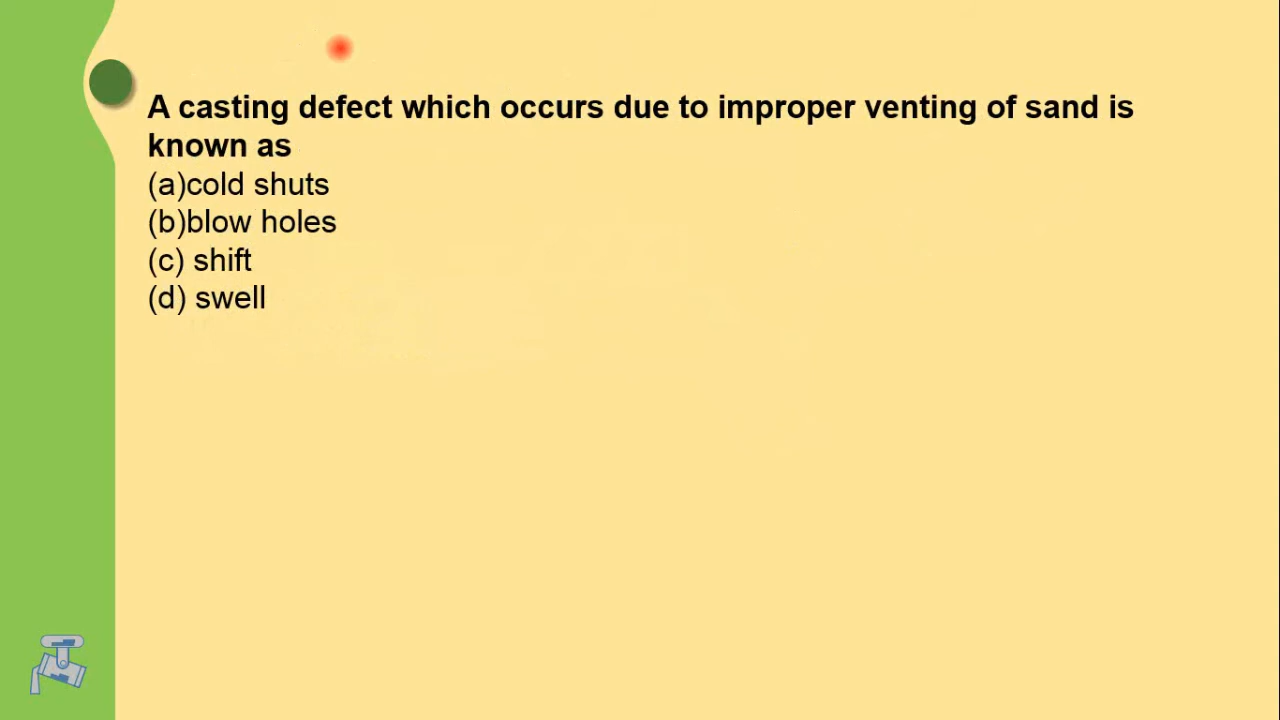 A casting defect which occurs due to improper venting of sand is
known as
(a)cold shuts
(b)blow holes
(c) shift
(d) swell